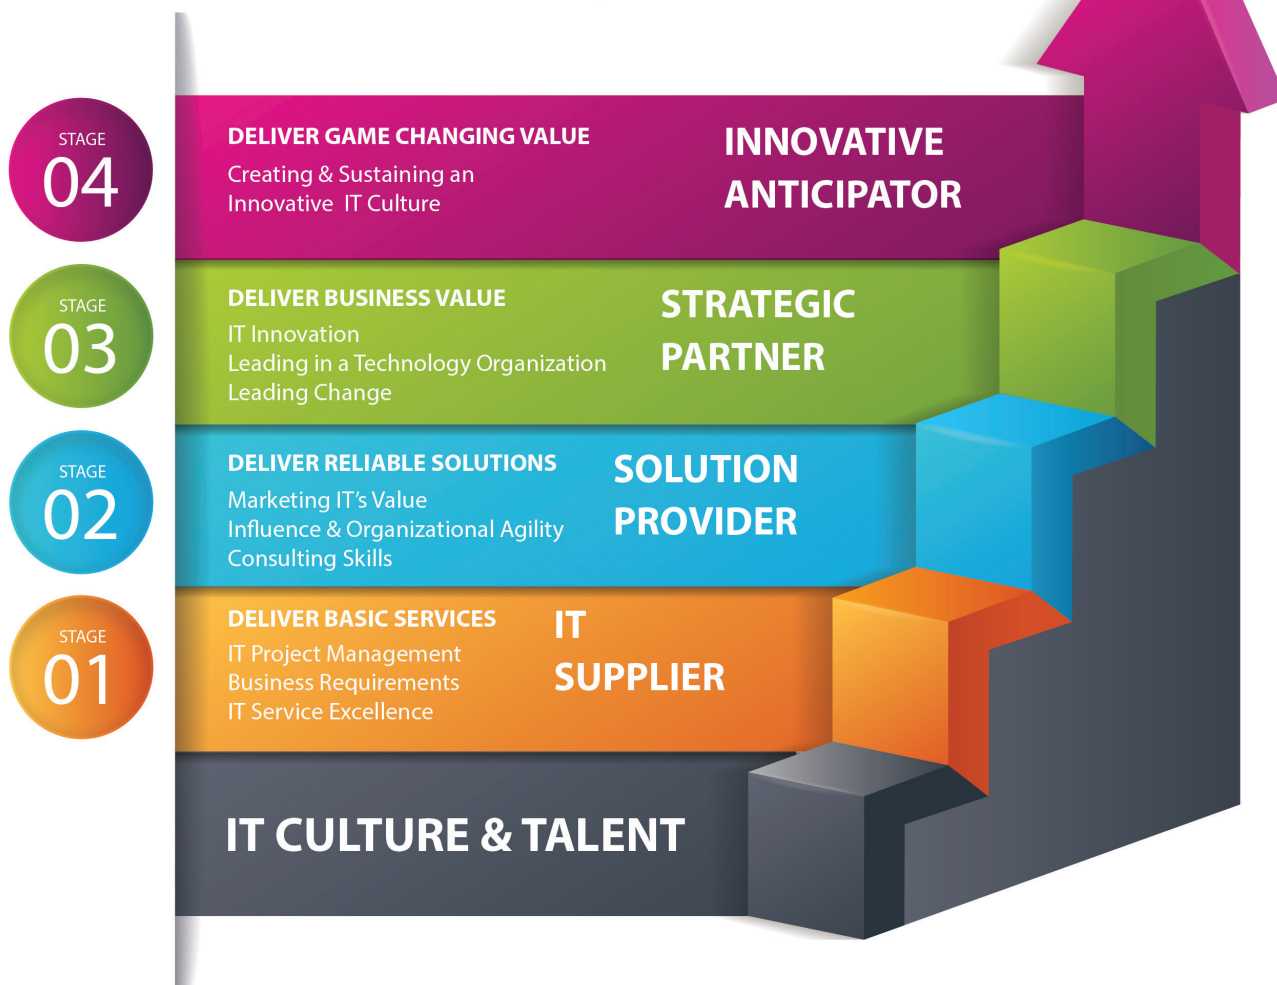 STAGE
04
DELIVER GAME CHANGING VALUE
Creating & Sustaining an
Innovative IT Culture
INNOVATIVE
ANTICIPATOR
STAGE
03
DELIVER BUSINESS VALUE
IT Innovation
Leading in a Technology Organization
Leading Change
STRATEGIC
PARTNER
STAGE
02
DELIVER RELIABLE SOLUTIONS
Marketing IT’s Value
Influence & Organizational Agility
Consulting Skills
SOLUTION
PROVIDER
STAGE
01
DELIVER BASIC SERVICES
IT Project Management
Business Requirements
IT Service Excellence
IT
SUPPLIER
IT CULTURE & TALENT